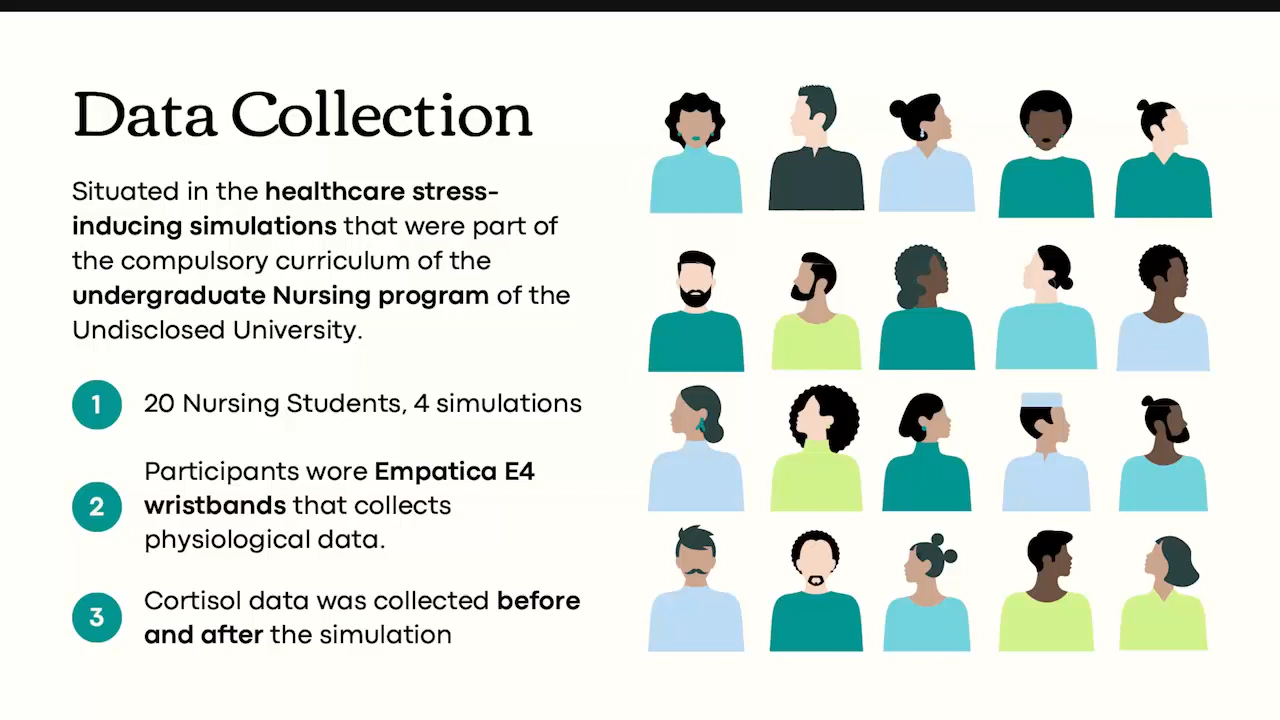 Data Collection
Situated in the healthcare stress-
inducing simulations that were part of
the compulsory curriculum of the
undergraduate Nursing program of the
Undisclosed University.
1
20 Nursing Students, 4 simulations
2
Participants wore Empatica E4
wristbands that collects
physiological data.
3
Cortisol data was collected before
and after the simulation